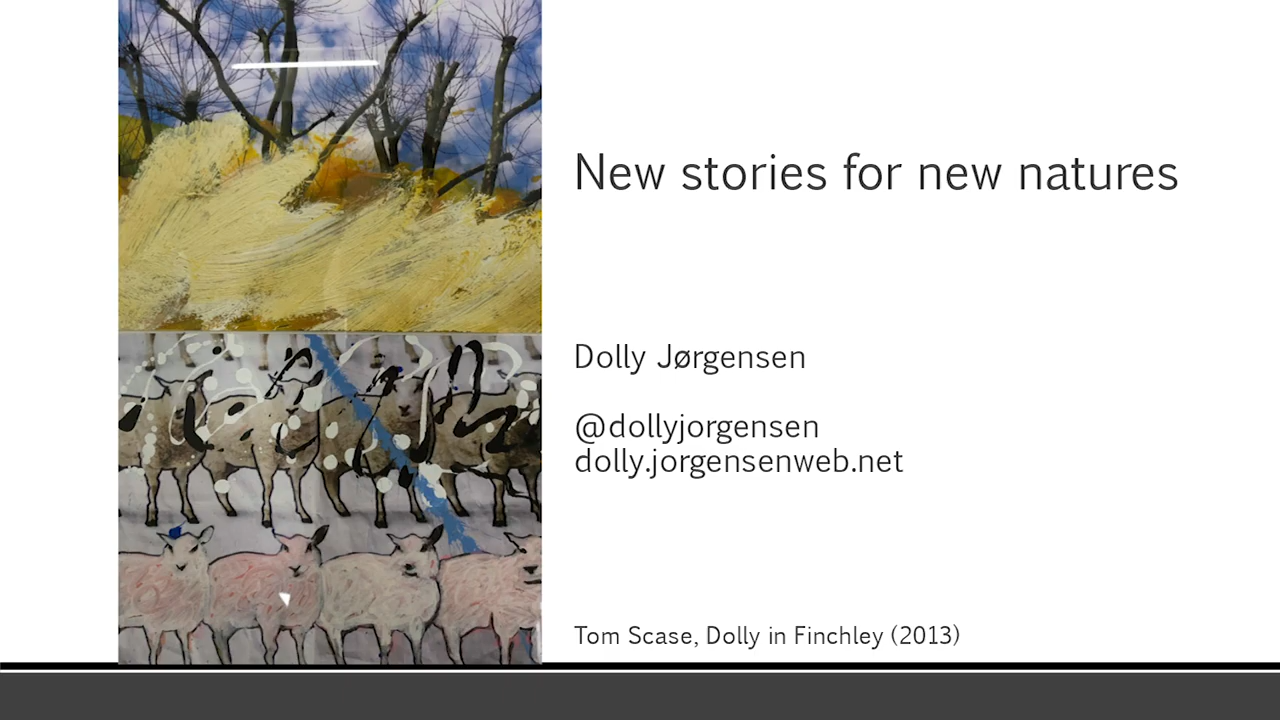 New stories for new natures
Dolly Jørgensen
@dollyjorgensen
dolly.jorgensenweb.net
Tom Scase, Dolly in Finchley (2013)